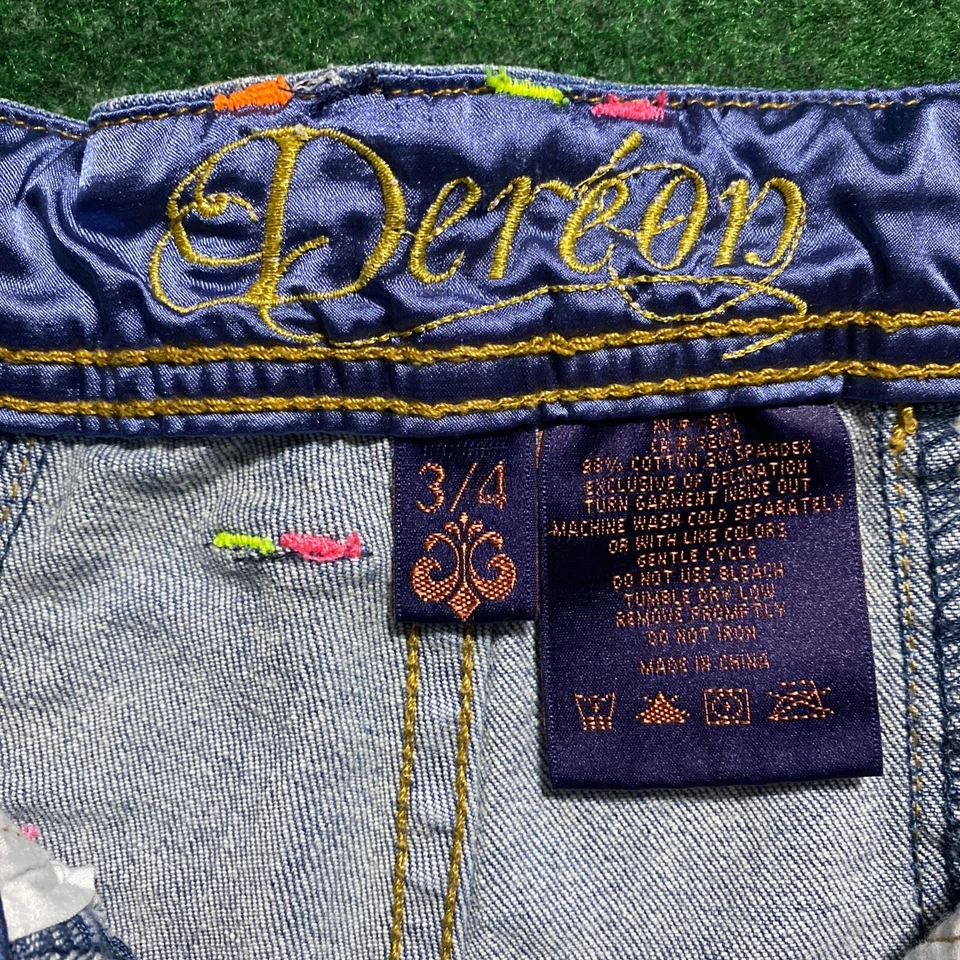 Deréon
3/4
98% COTTON 2% SPANDEX
EXCLUSIVE OF DECORATION
TURN GARMENT INSIDE OUT
MACHINE WASH COLD SEPARATELY
OR WITH LIKE COLORS
GENTLE CYCLE
DO NOT USE BLEACH
TUMBLE DRY LOW
REMOVE PROMPTLY
DO NOT IRON
MADE IN CHINA